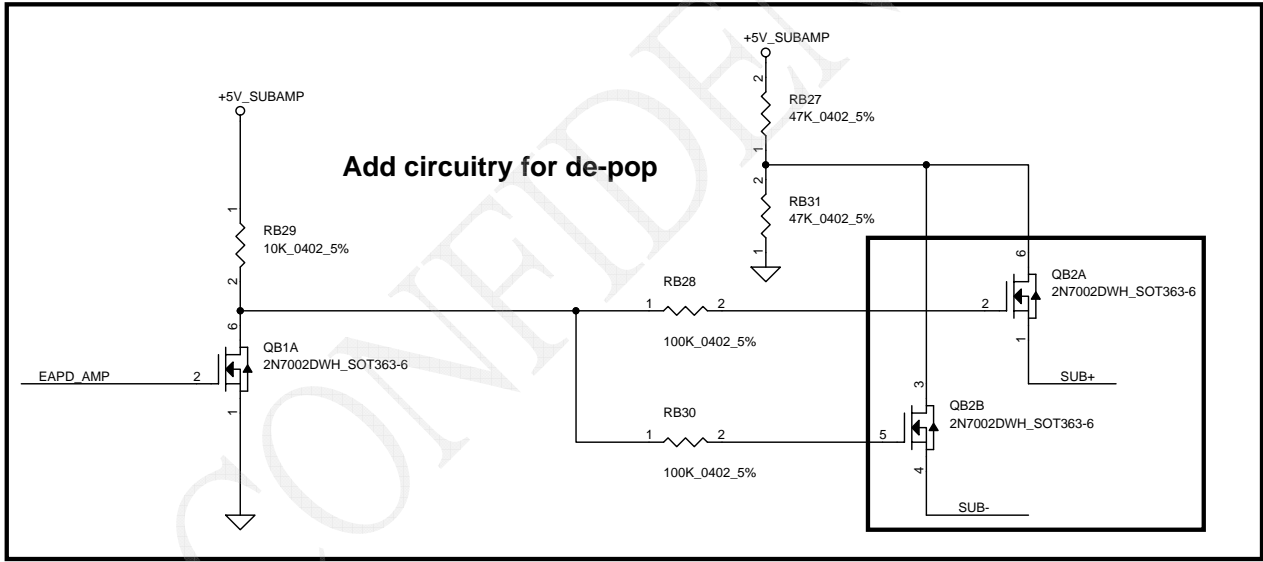 +5V_SUBAMP
+5V_SUBAMP
2
RB27
47K_0402_5%
1
Add circuitry for de-pop
2
RB31
47K_0402_5%
1
1
RB29
10K_0402_5%
2
6
QB2A
2N7002DWH_SOT363-6
RB28
1 2
2
100K_0402_5%
1
6
QB1A
2N7002DWH_SOT363-6
EAPD_AMP
2
SUB+
1
3
QB2B
2N7002DWH_SOT363-6
RB30
1 2
5
100K_0402_5%
4
SUB-
CONFIDEN